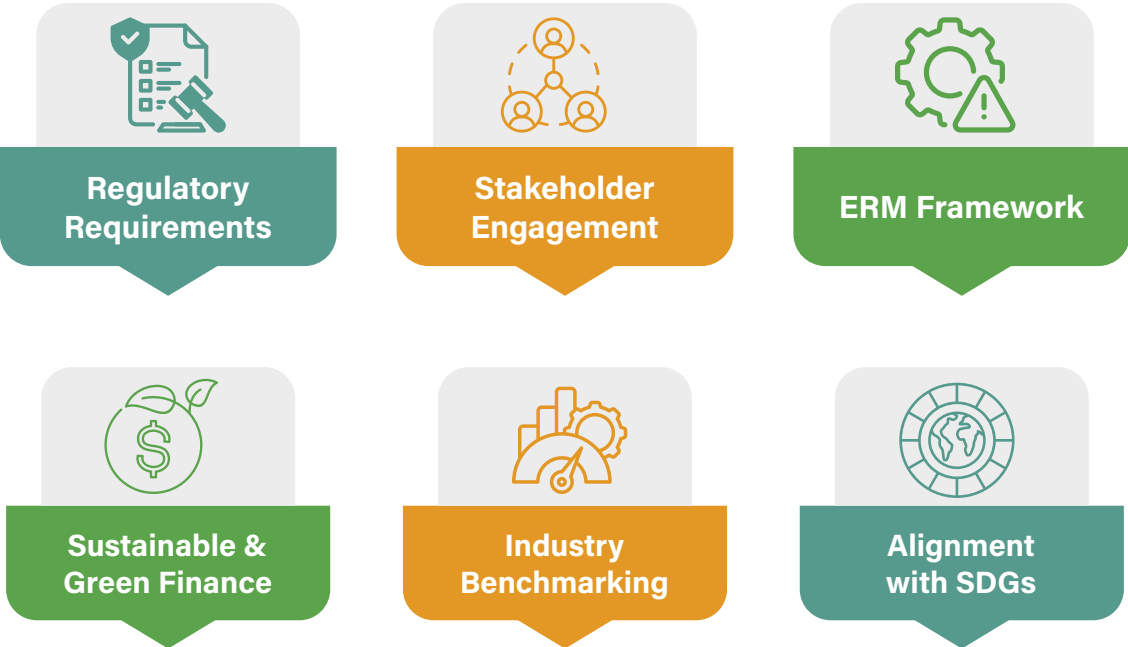 Regulatory
Requirements
Stakeholder
Engagement
ERM Framework
Sustainable &
Green Finance
Industry
Benchmarking
Alignment
with SDGs